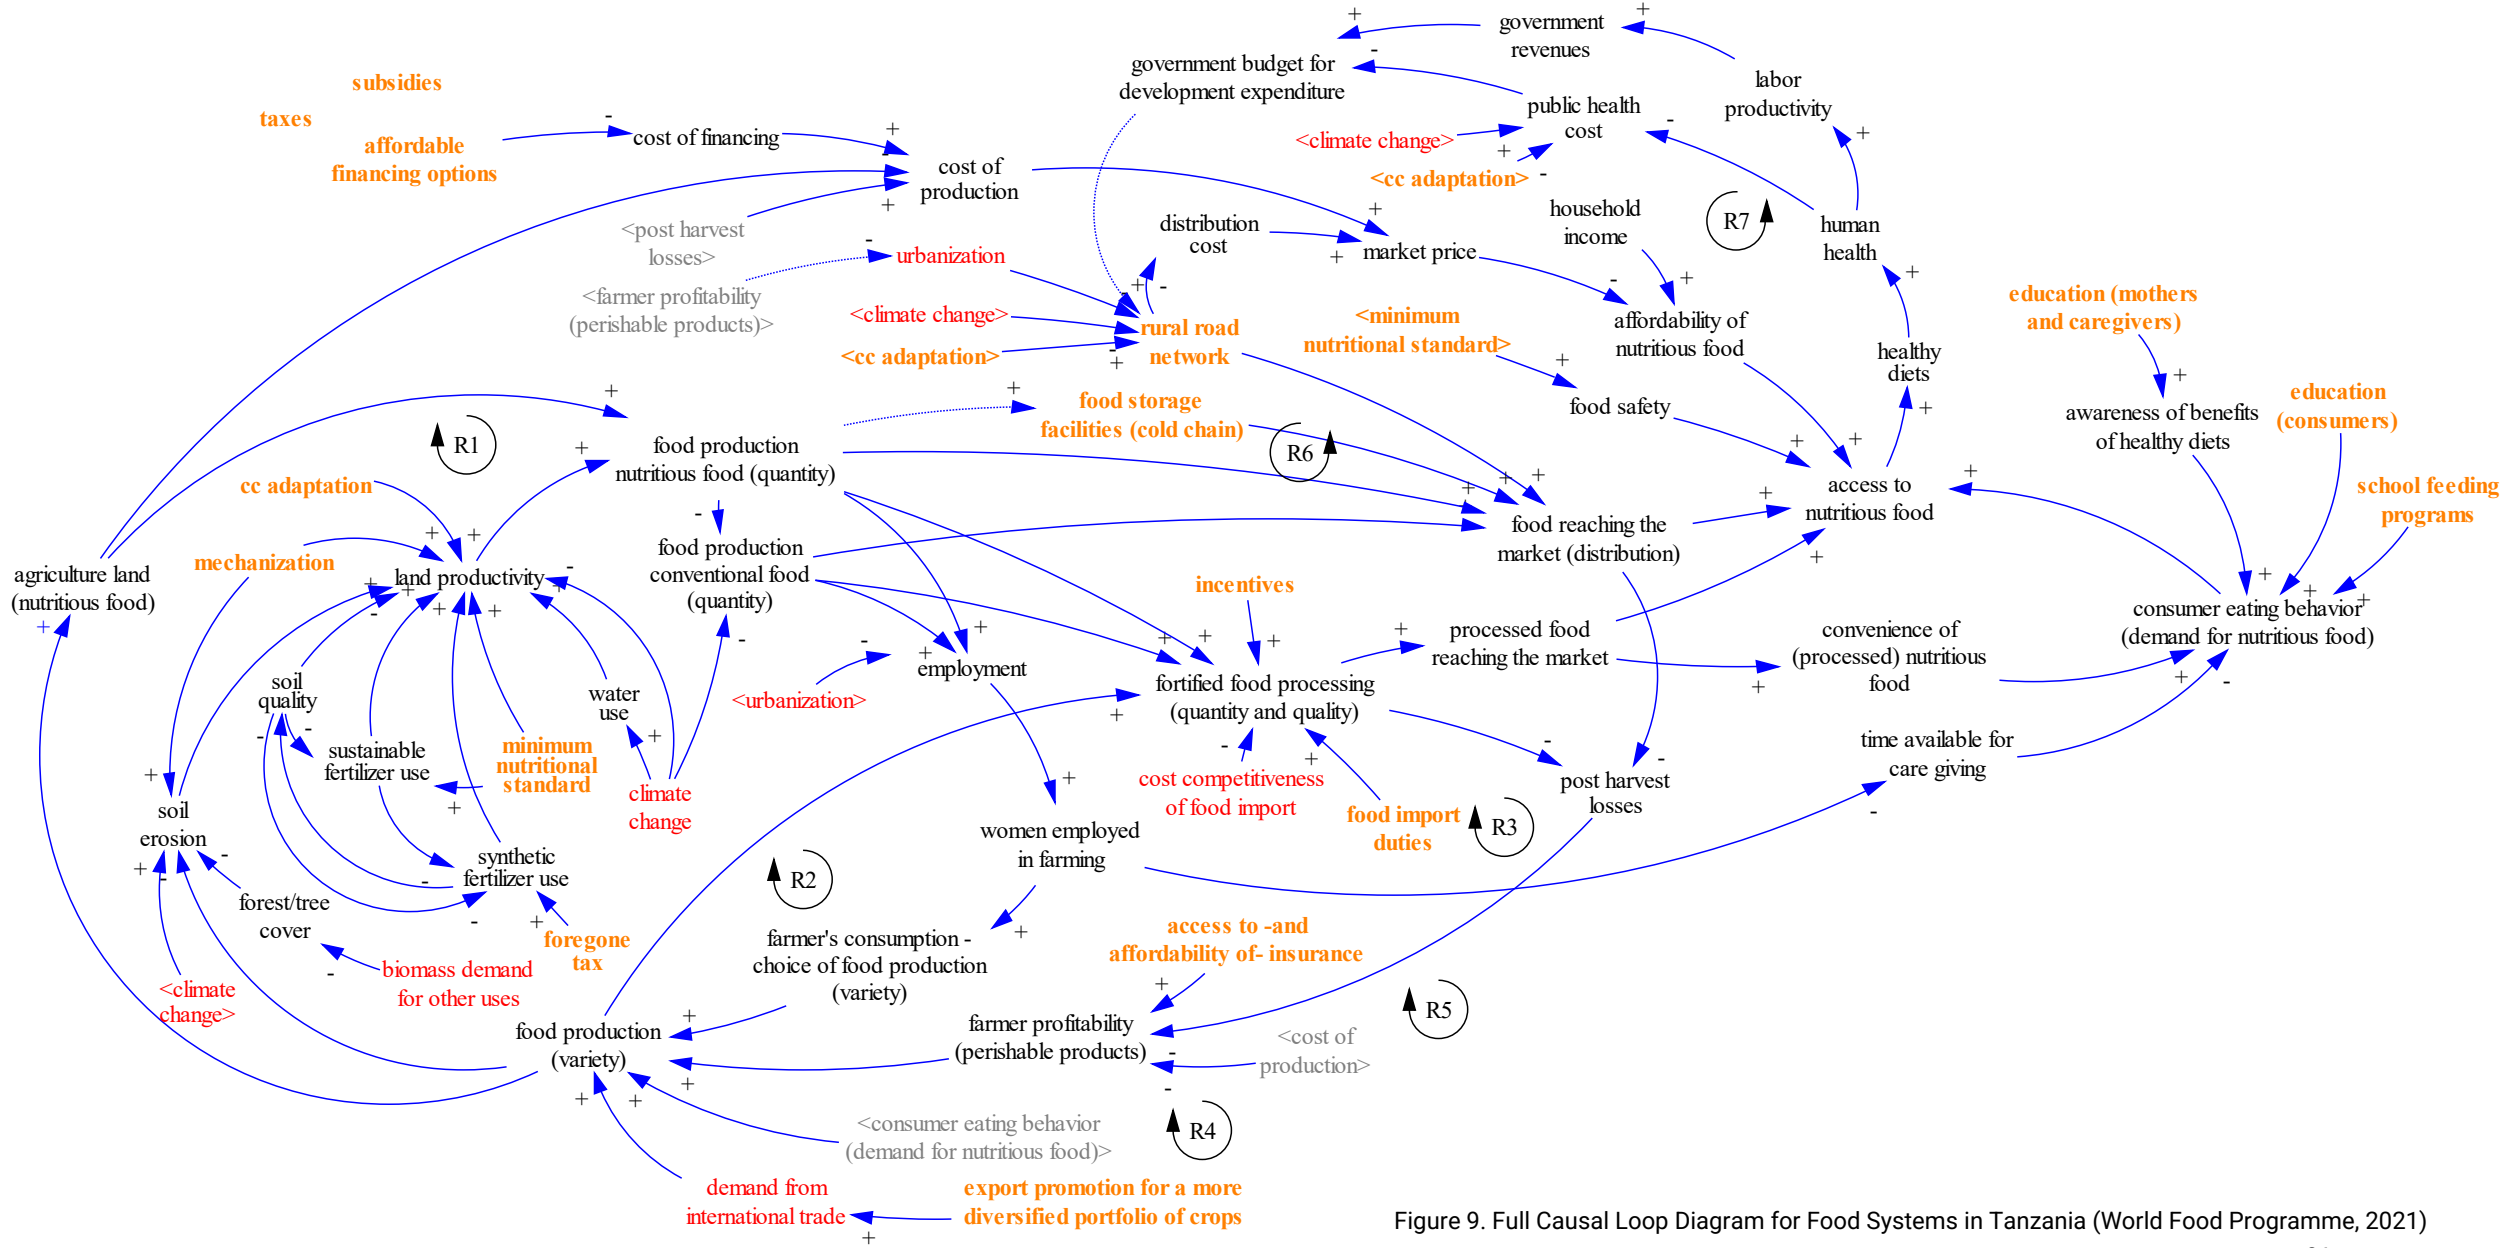 subsidies
taxes
affordable
financing options
cost of financing
cost of
production
<post harvest
losses>
<farmer profitability
(perishable products)>
urbanization
<climate change>
<cc adaptation>
rural road
network
distribution
cost
market price
government budget for
development expenditure
government
revenues
labor
productivity
public health
cost
<climate change>
<cc adaptation>
household
income
R7
human
health
<minimum
nutritional standard>
affordability of
nutritious food
food safety
healthy
diets
education (mothers
and caregivers)
awareness of benefits
of healthy diets
education
(consumers)
school feeding
programs
R1
food production
nutritious food (quantity)
food storage
facilities (cold chain)
R6
access to
nutritious food
food reaching the
market (distribution)
cc adaptation
mechanization
agriculture land
(nutritious food)
land productivity
food production
conventional food
(quantity)
incentives
processed food
reaching the market
convenience of
(processed) nutritious
food
consumer eating behavior
(demand for nutritious food)
employment
<urbanization>
fortified food processing
(quantity and quality)
soil
quality
water
use
sustainable
fertilizer use
minimum
nutritional
standard
climate
change
cost competitiveness
of food import
food import
duties
R3
post harvest
losses
time available for
care giving
soil
erosion
synthetic
fertilizer use
women employed
in farming
R2
forest/tree
cover
foregone
tax
biomass demand
for other uses
<climate
change>
farmer's consumption -
choice of food production
(variety)
access to -and
affordability of- insurance
food production
(variety)
farmer profitability
(perishable products)
<cost of
production>
R5
R4
<consumer eating behavior
(demand for nutritious food)>
demand from
international trade
export promotion for a more
diversified portfolio of crops
Figure 9. Full Causal Loop Diagram for Food Systems in Tanzania (World Food Programme, 2021)